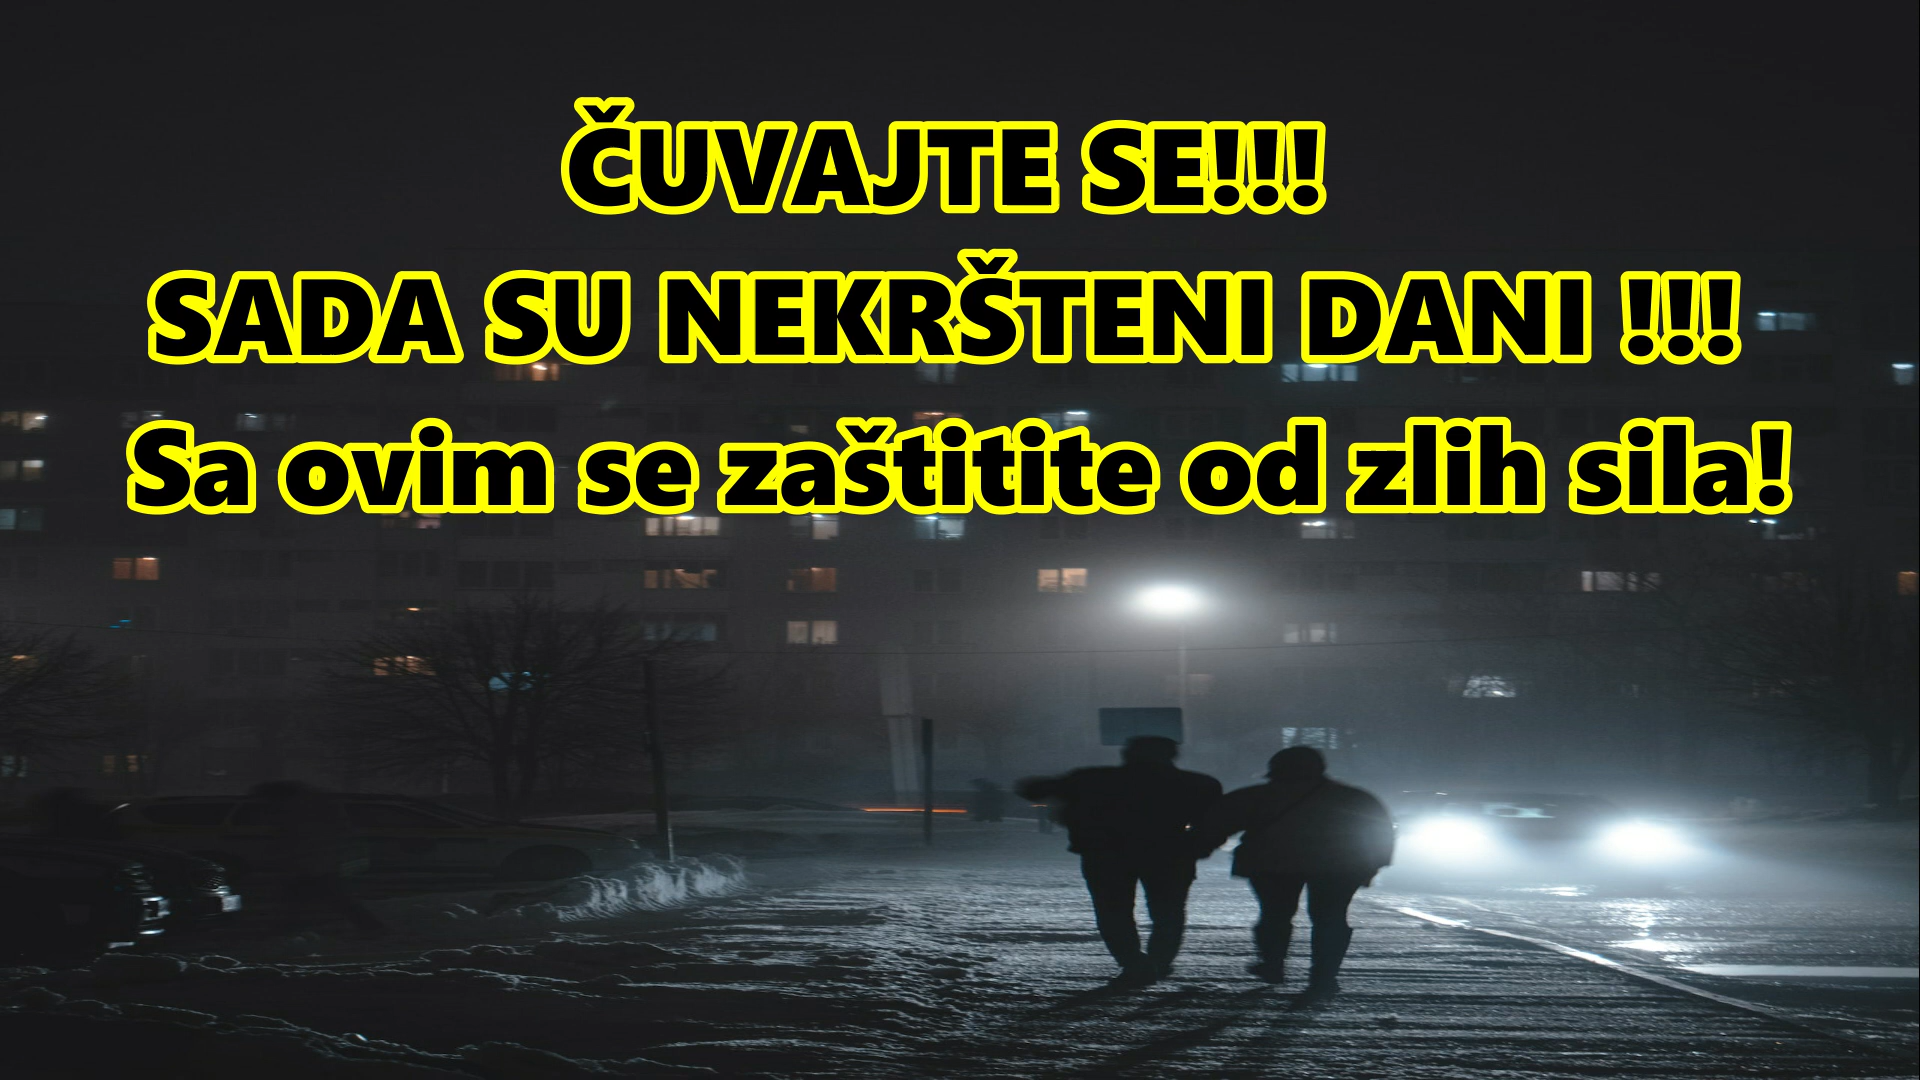 ČUVAJTE SE!!!
SADA SU NEKRŠTENI DANI !!!
Sa ovim se zaštitite od zlih sila!